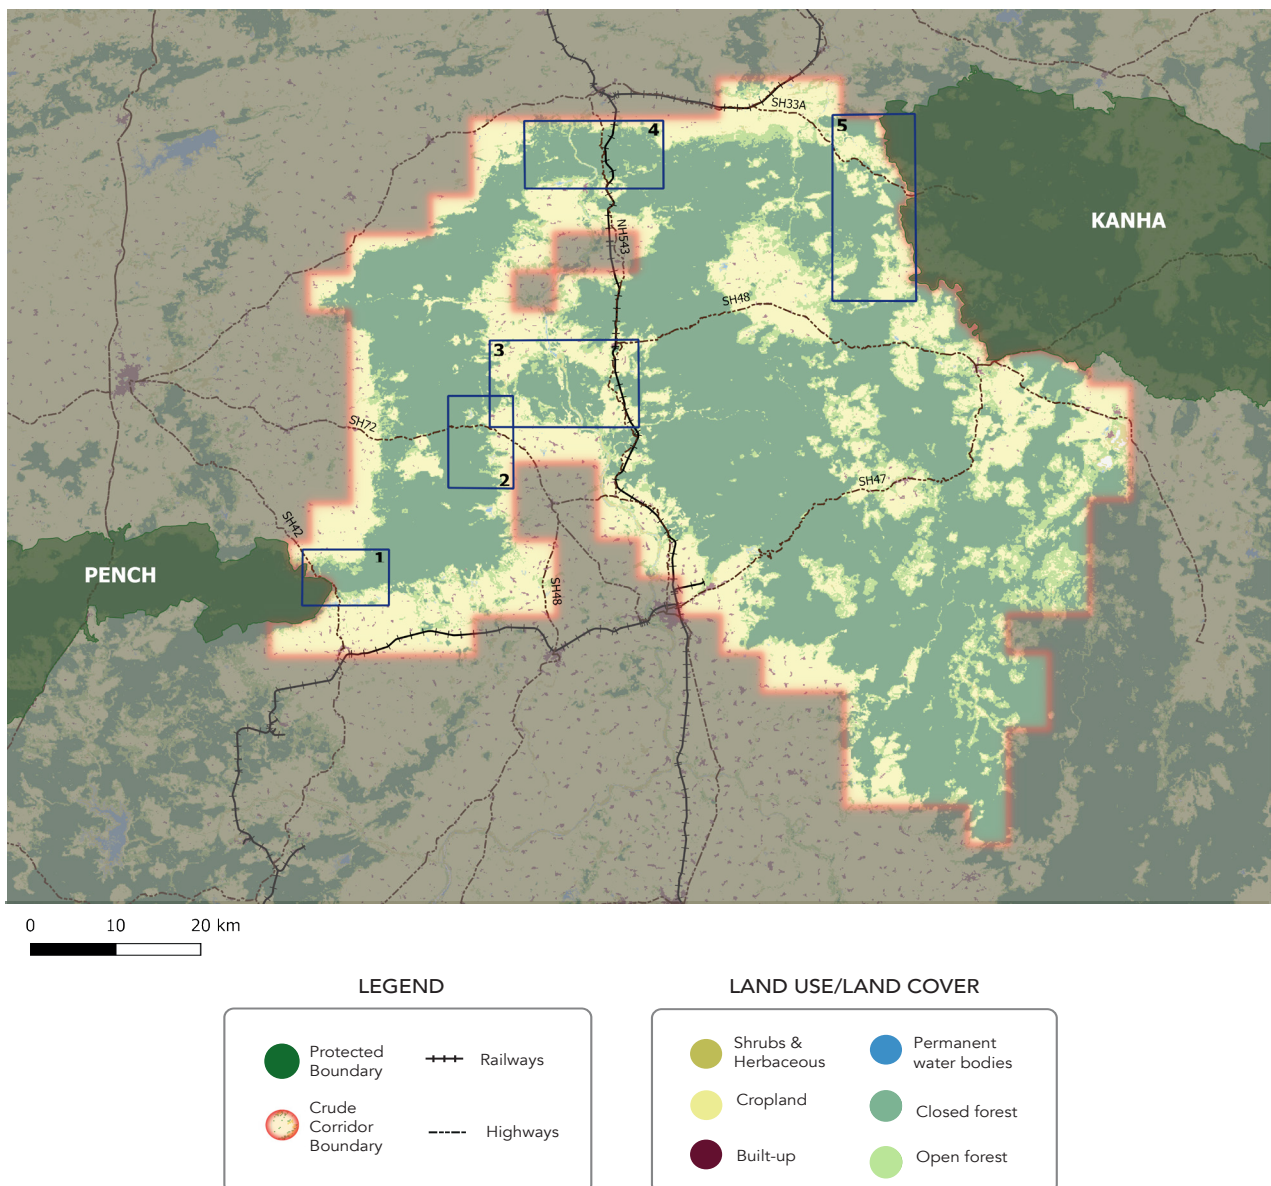 SH33A
4
5
KANHA
NH543
SH48
3
SH72
2
SH47
SH42
1
PENCH
SH48
0 10 20 km
LEGEND
Protected
Boundary
Railways
Crude
Corridor
Boundary
Highways
LAND USE/LAND COVER
Shrubs &
Herbaceous
Permanent
water bodies
Cropland
Closed forest
Built-up
Open forest